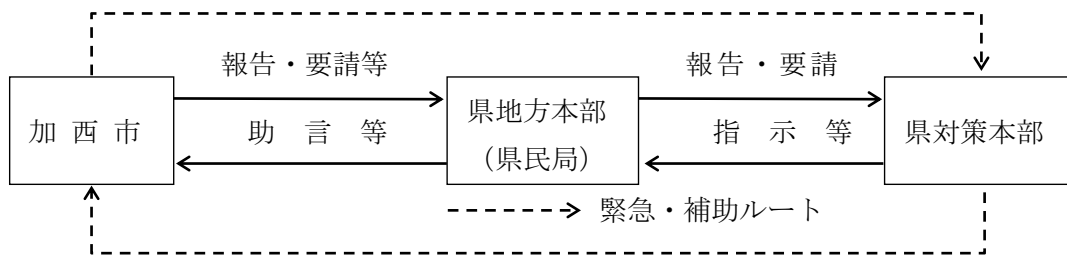 報告・要請等
報告・要請
加西市
県地方本部
（県民局）
県対策本部
助言等
指示等
緊急・補助ルート